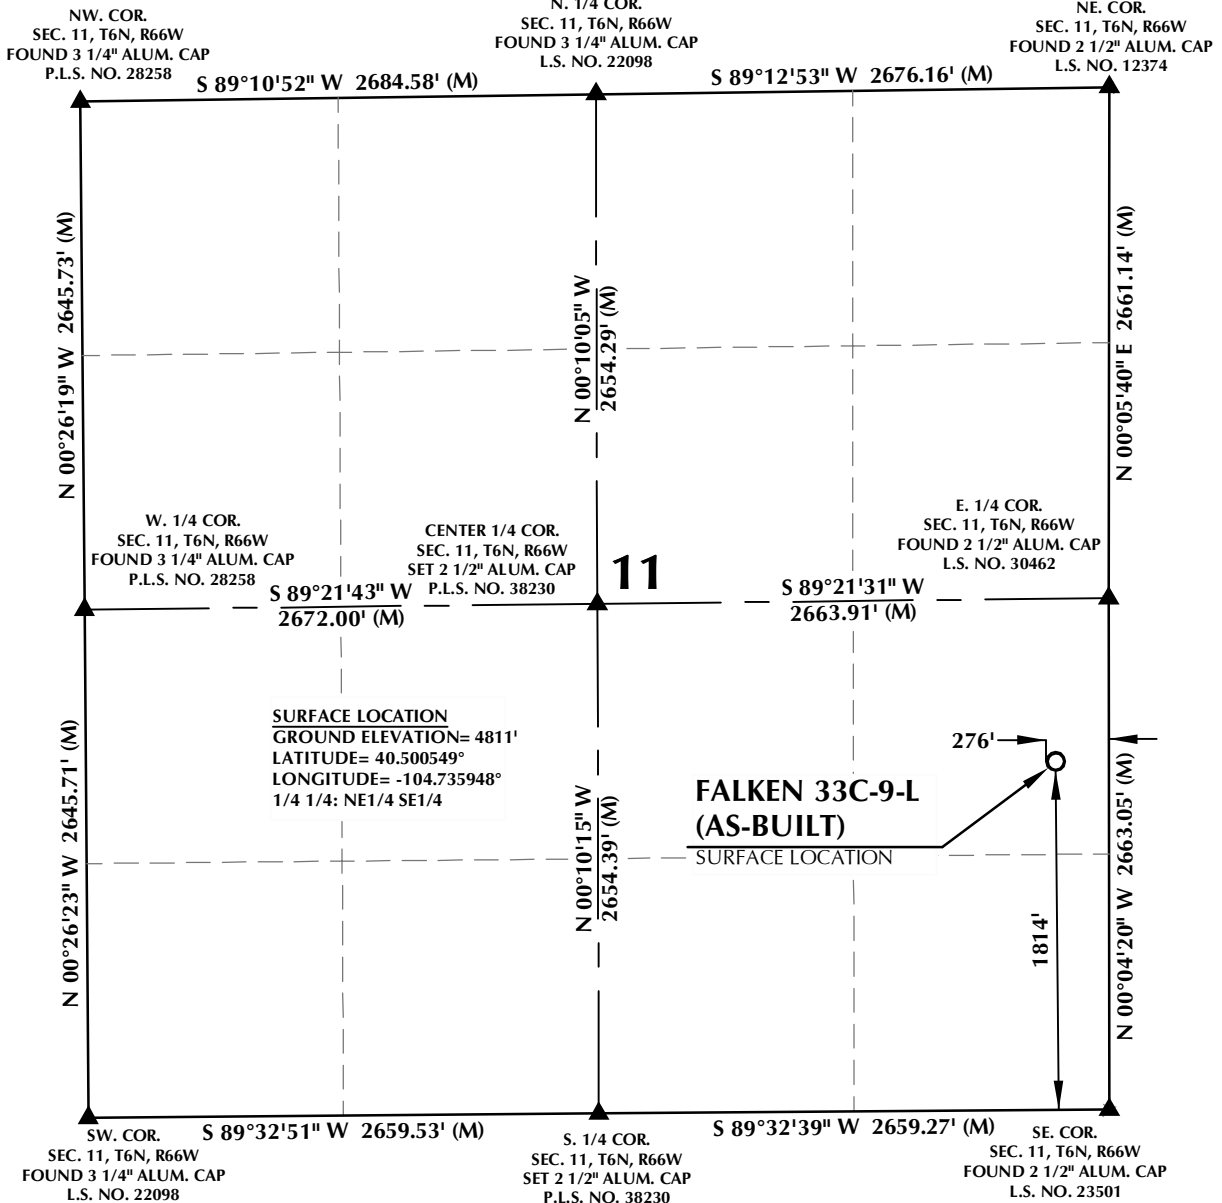 NW. COR.
SEC. 11, T6N, R66W
FOUND 3 1/4" ALUM. CAP
P.L.S. NO. 28258
N. 1/4 COR.
SEC. 11, T6N, R66W
FOUND 3 1/4" ALUM. CAP
L.S. NO. 22098
NE. COR.
SEC. 11, T6N, R66W
FOUND 2 1/2" ALUM. CAP
L.S. NO. 12374
S 89°10'52" W 2684.58' (M)
S 89°12'53" W 2676.16' (M)
N 00°26'19" W 2645.73' (M)
N 00°10'05" W
2654.29' (M)
N 00°05'40" E 2661.14' (M)
W. 1/4 COR.
SEC. 11, T6N, R66W
FOUND 3 1/4" ALUM. CAP
P.L.S. NO. 28258
CENTER 1/4 COR.
SEC. 11, T6N, R66W
SET 2 1/2" ALUM. CAP
P.L.S. NO. 38230
11
E. 1/4 COR.
SEC. 11, T6N, R66W
FOUND 2 1/2" ALUM. CAP
L.S. NO. 30462
S 89°21'43" W
2672.00' (M)
S 89°21'31" W
2663.91' (M)
SURFACE LOCATION
GROUND ELEVATION= 4811'
LATITUDE= 40.500549°
LONGITUDE= -104.735948°
1/4 1/4: NE1/4 SE1/4
276'
FALKEN 33C-9-L
(AS-BUILT)
SURFACE LOCATION
N 00°26'23" W 2645.71' (M)
N 00°10'15" W
2654.39' (M)
1814'
N 00°04'20" W 2663.05' (M)
S 89°32'51" W 2659.53' (M)
S 89°32'39" W 2659.27' (M)
SW. COR.
SEC. 11, T6N, R66W
FOUND 3 1/4" ALUM. CAP
L.S. NO. 22098
S. 1/4 COR.
SEC. 11, T6N, R66W
SET 2 1/2" ALUM. CAP
P.L.S. NO. 38230
SE. COR.
SEC. 11, T6N, R66W
FOUND 2 1/2" ALUM. CAP
L.S. NO. 23501